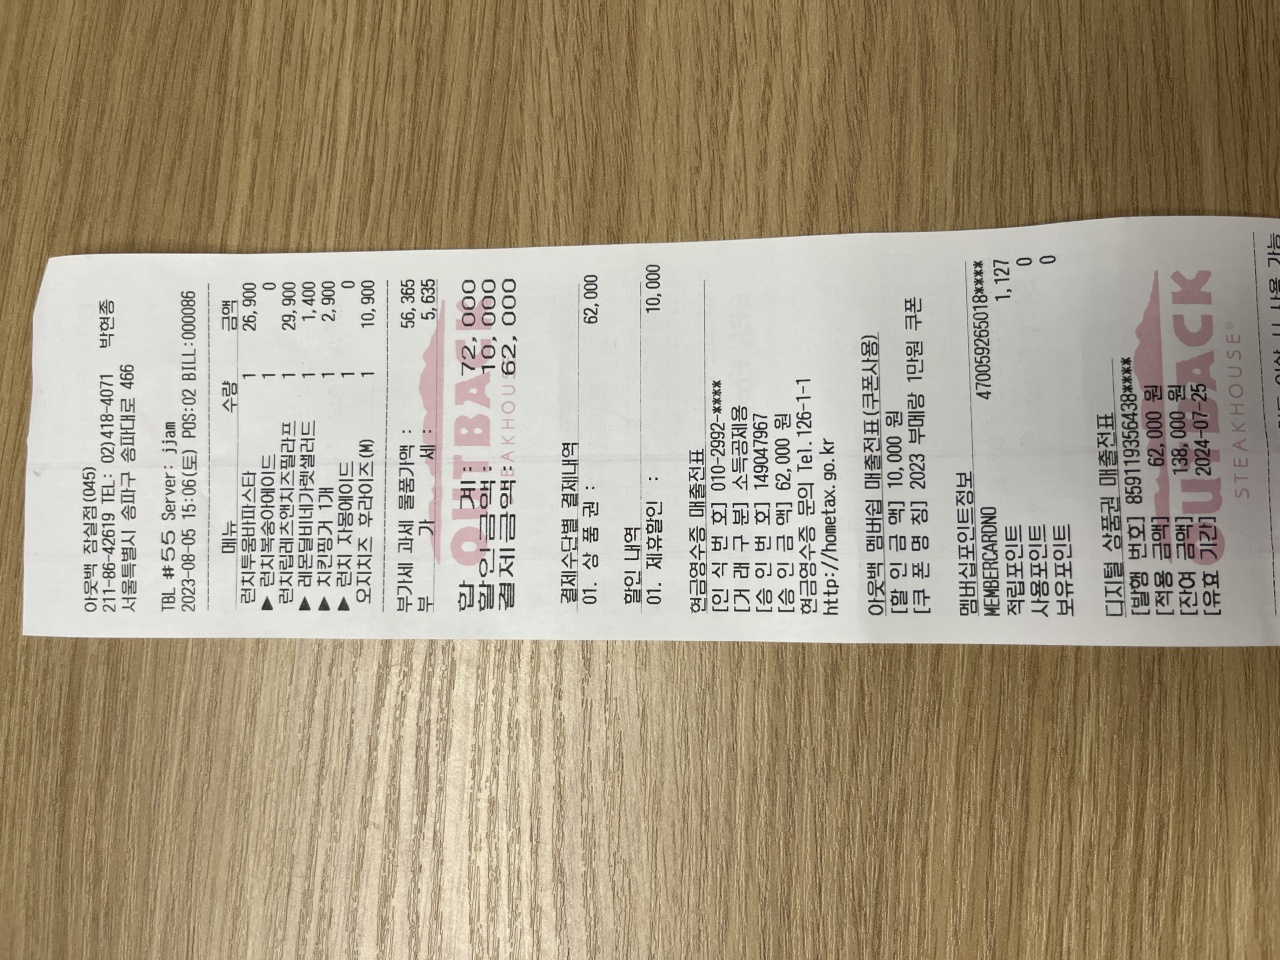 아웃백 잠실점(045)
211-86-42619 TEL: 02)418-4071 박현종
서울특별시 송파구 송파대로 466
TBL #55 Server: jjam
2023-08-05 15:06(토) POS:02 BILL:000086
메뉴 수량 금액
런치투움바파스타 1 26,900
▶ 런치복숭아에이드 1 0
런치립레즈앤치즈필라프 1 29,900
▶ 레몬딜비네가렛샐러드 1 1,400
▶ 치킨핑거 1개 1 2,900
▶ 런치 자몽에이드 1 0
오지치즈 후라이즈(M) 1 10,900
부가세 과세 물품가액 : 56,365
부 가 세 : 5,635
합 계 : 72,000
할인금액 : 10,000
결제금액 : 62,000
OUTBACK
STEAKHOUSE
결제수단별 결제내역
01. 상 품 권 : 62,000
할인 내역
01. 제휴할인 : 10,000
현금영수증 매출전표
[인 식 번 호] 010-2992-****
[거 래 구 분] 소득공제용
[승 인 번 호] 149047967
[승 인 금 액] 62,000 원
현금영수증 문의 Tel.126-1-1
http://hometax.go.kr
아웃백 멤버쉽 매출전표(쿠폰사용)
[할 인 금 액] 10,000 원
[쿠 폰 명 칭] 2023 부메랑 1만원 쿠폰
멤버십포인트정보
MEMBERCARDNO 470059265018****
적립포인트 1,127
사용포인트 0
보유포인트 0
디지털 상품권 매출전표
[발행 번호] 8591193564​38****
[적용 금액] 62,000 원
[잔여 금액] 138,000 원
[유효 기간] 2024-07-25
OUTBACK
STEAKHOUSE®